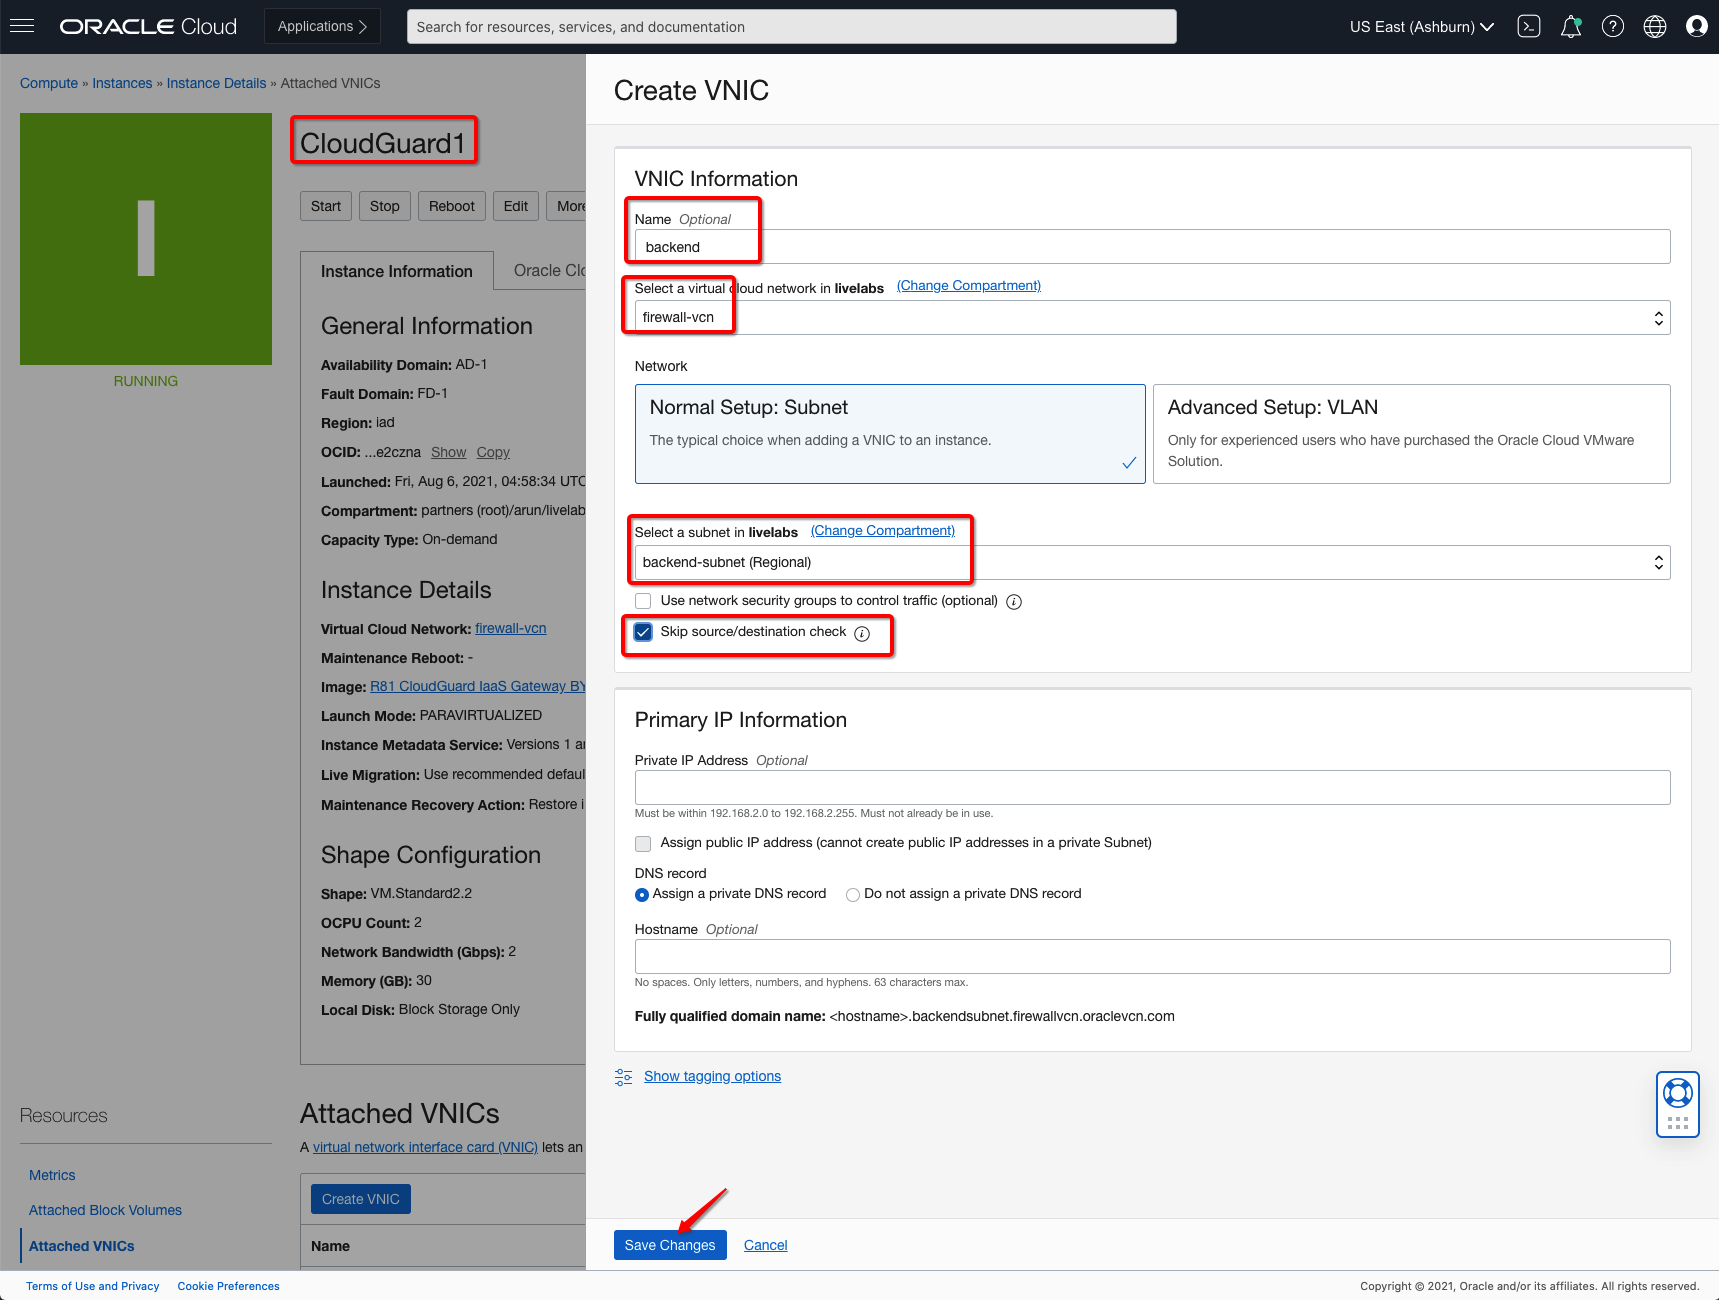 ORACLE Cloud
Applications
Search for resources, services, and documentation
US East (Ashburn)
Compute » Instances » Instance Details » Attached VNICs
I
RUNNING
CloudGuard1
Start Stop Reboot Edit More
Instance Information Oracle Clo
General Information
Availability Domain: AD-1
Fault Domain: FD-1
Region: iad
OCID: ...e2czna Show Copy
Launched: Fri, Aug 6, 2021, 04:58:34 UTC
Compartment: partners (root)/arun/livelab
Capacity Type: On-demand
Instance Details
Virtual Cloud Network: firewall-vcn
Maintenance Reboot: -
Image: R81 CloudGuard IaaS Gateway BY
Launch Mode: PARAVIRTUALIZED
Instance Metadata Service: Versions 1 a
Live Migration: Use recommended defaul
Maintenance Recovery Action: Restore i
Shape Configuration
Shape: VM.Standard2.2
OCPU Count: 2
Network Bandwidth (Gbps): 2
Memory (GB): 30
Local Disk: Block Storage Only
Resources
Metrics
Attached Block Volumes
Attached VNICs
Attached VNICs
A virtual network interface card (VNIC) lets an
Create VNIC
Name
Create VNIC
VNIC Information
Name Optional
backend
Select a virtual cloud network in livelabs (Change Compartment)
firewall-vcn
Network
Normal Setup: Subnet
The typical choice when adding a VNIC to an instance.
Advanced Setup: VLAN
Only for experienced users who have purchased the Oracle Cloud VMware
Solution.
Select a subnet in livelabs (Change Compartment)
backend-subnet (Regional)
Use network security groups to control traffic (optional)
Skip source/destination check
Primary IP Information
Private IP Address Optional
Must be within 192.168.2.0 to 192.168.2.255. Must not already be in use.
Assign public IP address (cannot create public IP addresses in a private Subnet)
DNS record
Assign a private DNS record Do not assign a private DNS record
Hostname Optional
No spaces. Only letters, numbers, and hyphens. 63 characters max.
Fully qualified domain name: <hostname>.backendsubnet.firewallvcn.oraclevcn.com
Show tagging options
Save Changes Cancel
Terms of Use and Privacy Cookie Preferences
Copyright © 2021, Oracle and/or its affiliates. All rights reserved.